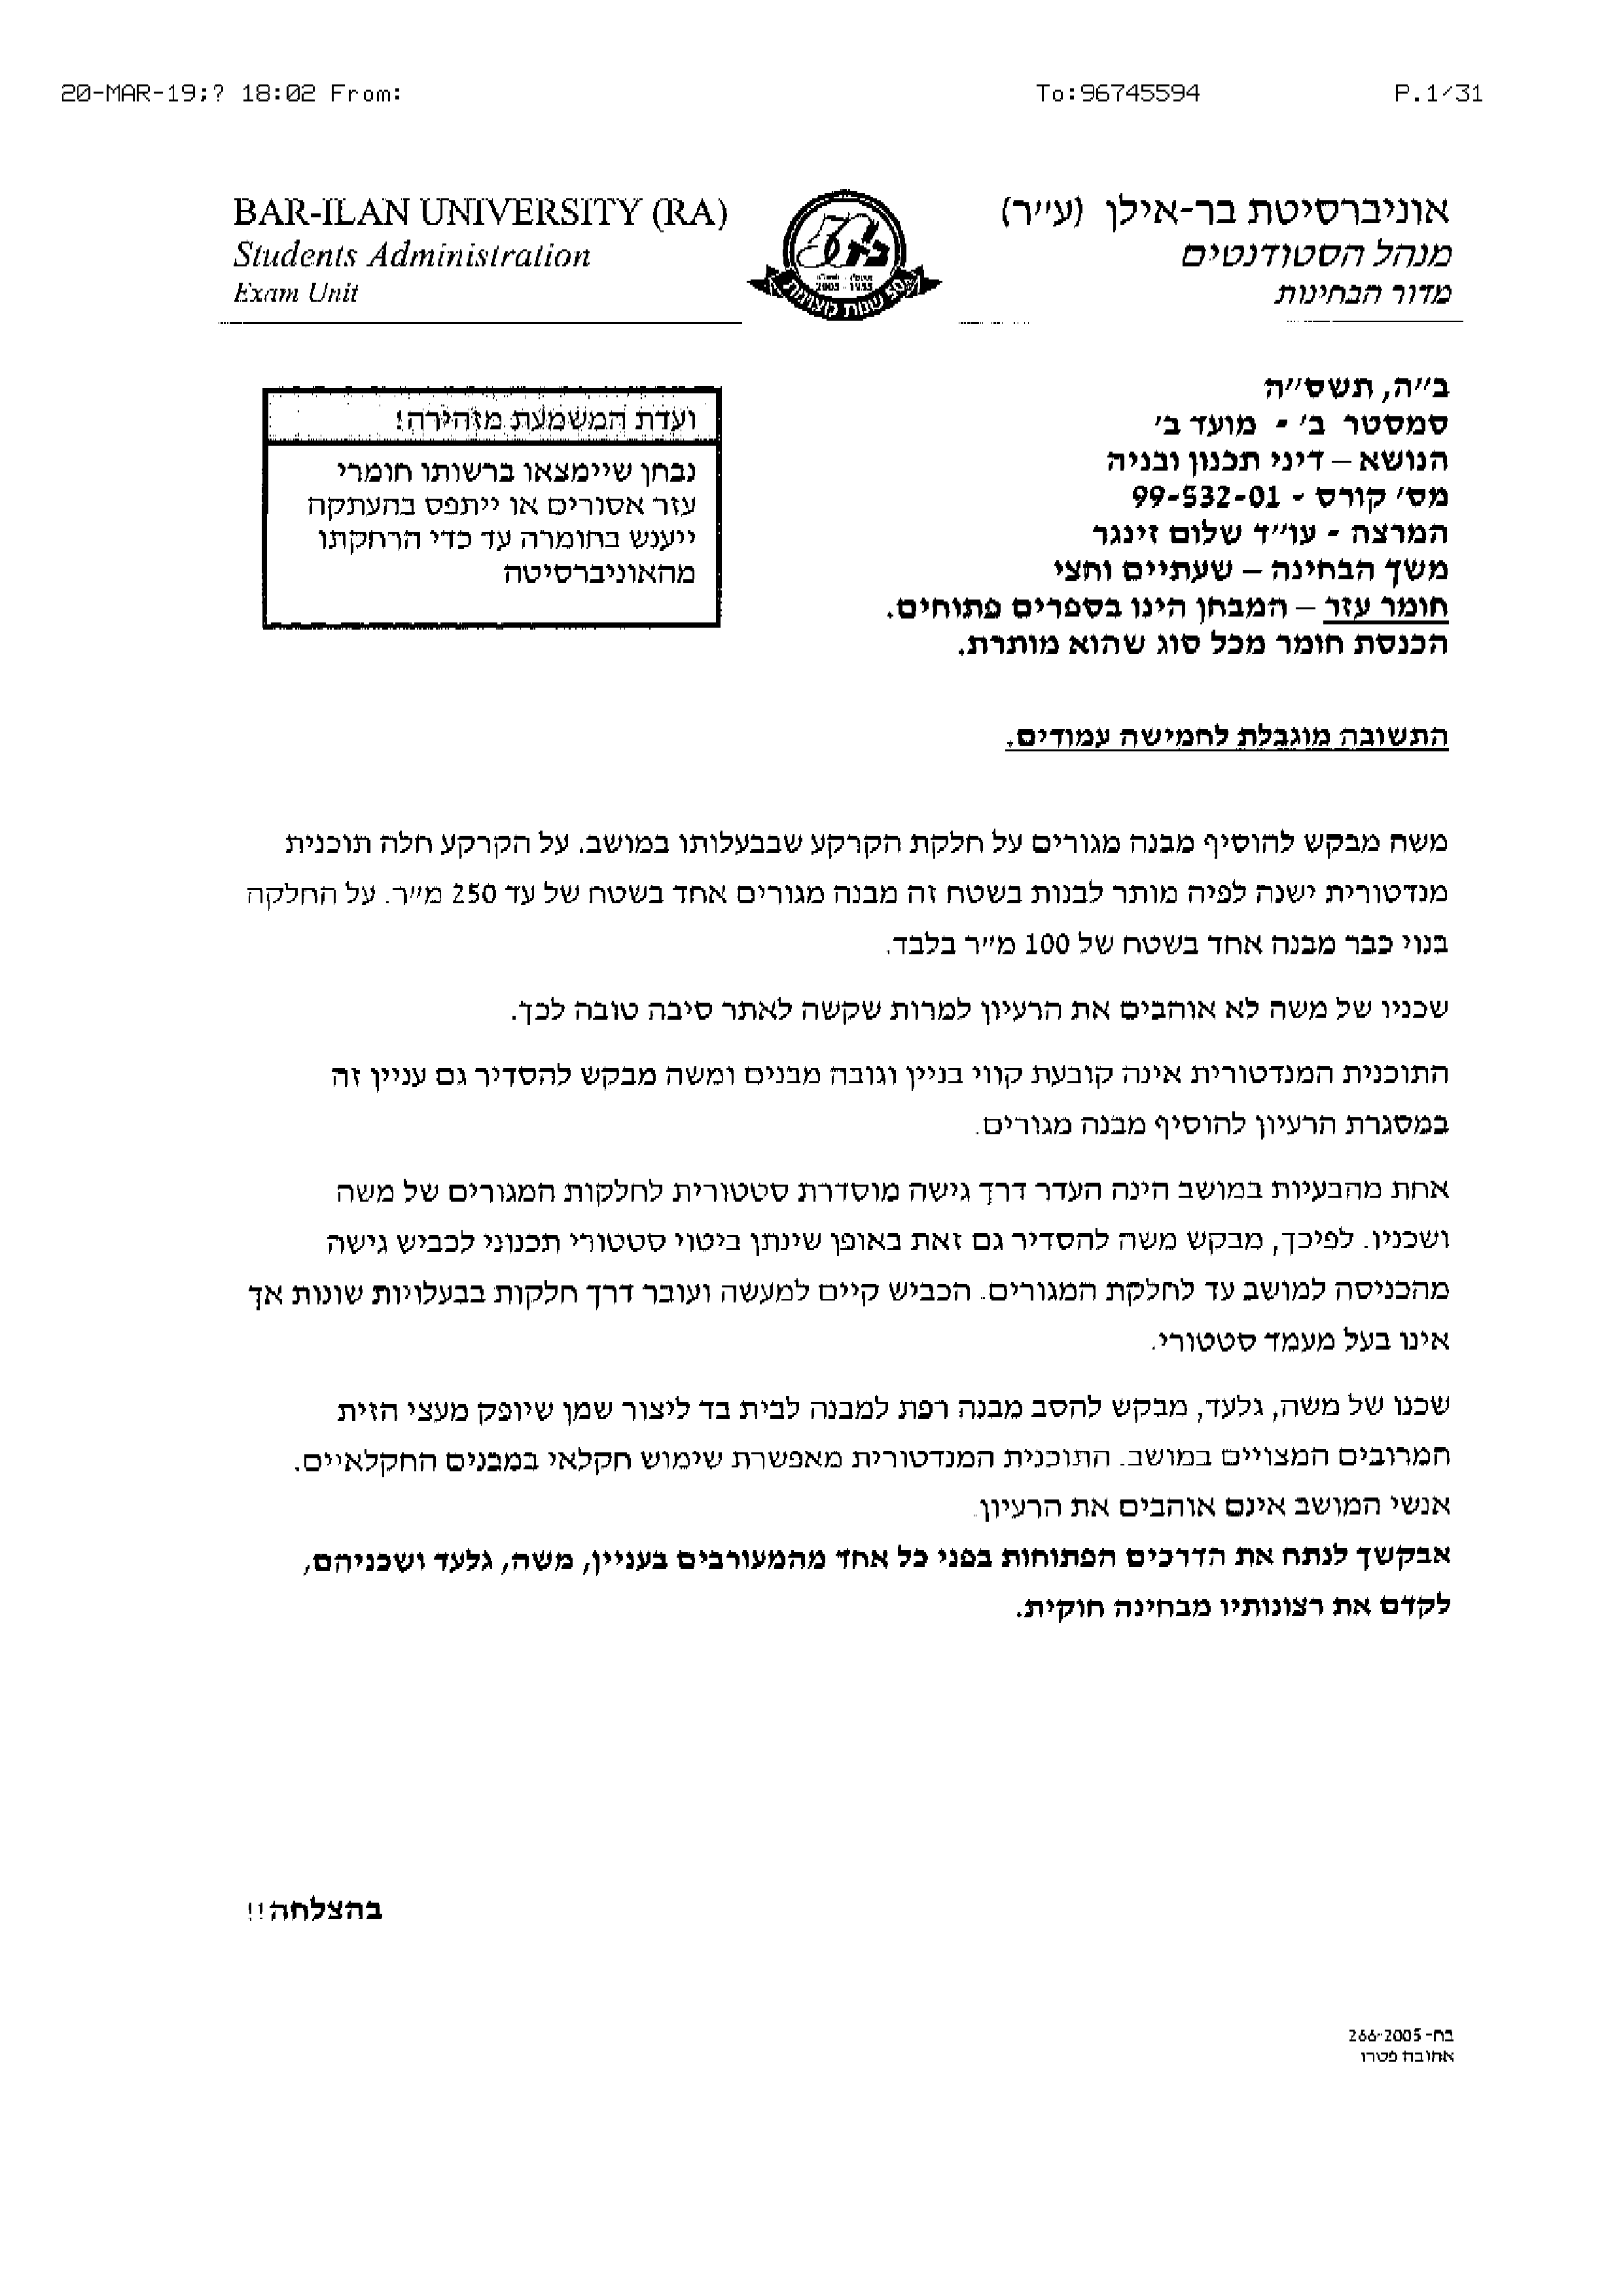 20-MAR-19;? 18:02 From: To:96745594 P.1/31
BAR-ILAN UNIVERSITY (RA)
Students Administration
Exam Unit
אוניברסיטת בר-אילן (ע"ר)
מנהל הסטודנטים
מדור הבחינות
2005 - 1955
50 שנות מצוינות
ב"ה, תשס"ה
סמסטר ב' - מועד ב'
הנושא – דיני תכנון ובניה
מס' קורס - 99-532-01
המרצה - עו"ד שלום זינגר
משך הבחינה – שעתיים וחצי
חומר עזר – המבחן הינו בספרים פתוחים.
הכנסת חומר מכל סוג שהוא מותרת.
ועדת המשמעת מזהירה!
נבחן שיימצאו ברשותו חומרי
עזר אסורים או ייתפס בהעתקה
ייענש בחומרה עד כדי הרחקתו
מהאוניברסיטה
התשובה מוגבלת לחמישה עמודים.
משה מבקש להוסיף מבנה מגורים על חלקת הקרקע שבבעלותו במושב. על הקרקע חלה תוכנית
מנדטורית ישנה לפיה מותר לבנות בשטח זה מבנה מגורים אחד בשטח של עד 250 מ"ר. על החלקה
בנוי כבר מבנה אחד בשטח של 100 מ"ר בלבד.
שכניו של משה לא אוהבים את הרעיון למרות שקשה לאתר סיבה טובה לכך.
התוכנית המנדטורית אינה קובעת קווי בניין וגובה מבנים ומשה מבקש להסדיר גם עניין זה
במסגרת הרעיון להוסיף מבנה מגורים.
אחת מהבעיות במושב הינה העדר דרך גישה מוסדרת סטטורית לחלקות המגורים של משה
ושכניו. לפיכך, מבקש משה להסדיר גם זאת באופן שינתן ביטוי סטטורי תכנוני לכביש גישה
מהכניסה למושב עד לחלקת המגורים. הכביש קיים למעשה ועובר דרך חלקות בבעלויות שונות אך
אינו בעל מעמד סטטורי.
שכנו של משה, גלעד, מבקש להסב מבנה רפת למבנה לבית בד ליצור שמן שיופק מעצי הזית
המרובים המצויים במושב. התוכנית המנדטורית מאפשרת שימוש חקלאי במבנים החקלאיים.
אנשי המושב אינם אוהבים את הרעיון.
אבקשך לנתח את הדרכים הפתוחות בפני כל אחד מהמעורבים בעניין, משה, גלעד ושכניהם,
לקדם את רצונותיו מבחינה חוקית.
בהצלחה!!
בח- 266-2005
אהובה פטרו